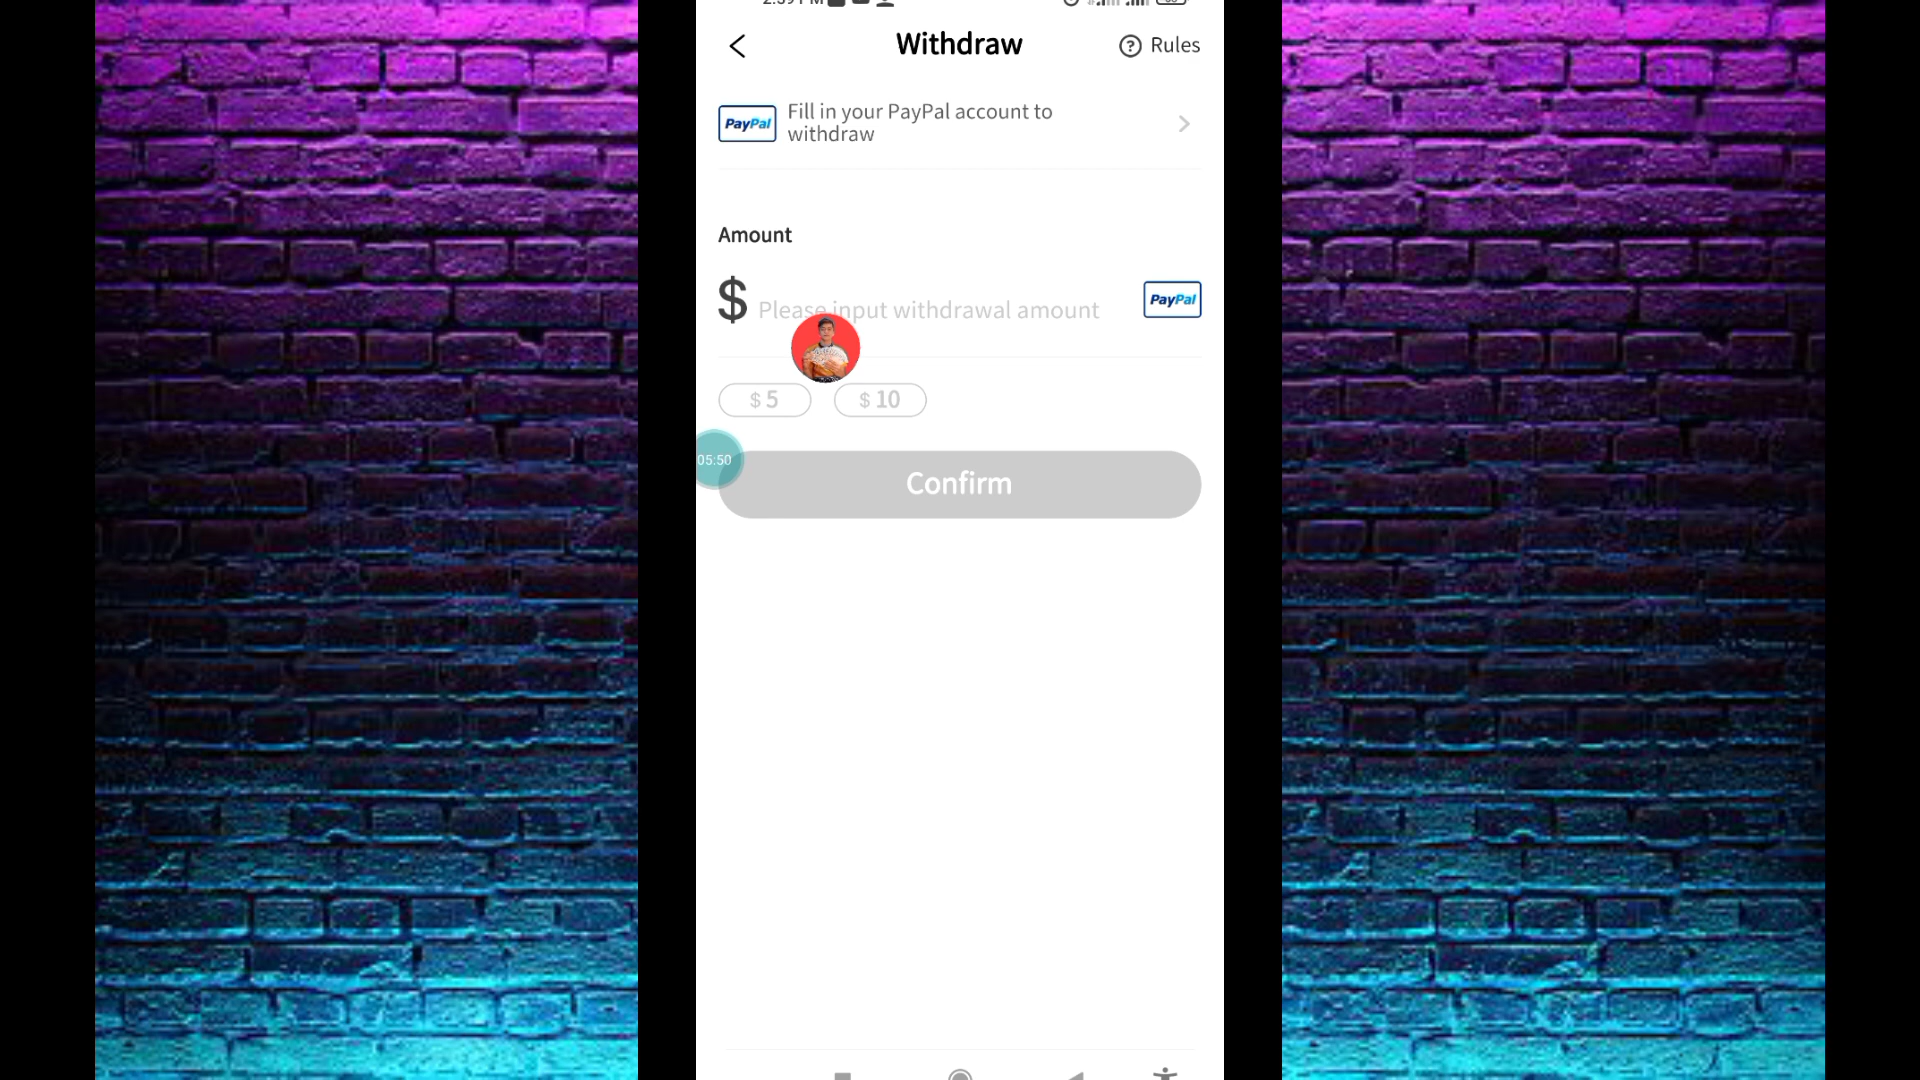 Withdraw
Rules
PayPal
Fill in your PayPal account to
withdraw
Amount
$ Please input withdrawal amount
PayPal
$ 5
$ 10
05:50
Confirm